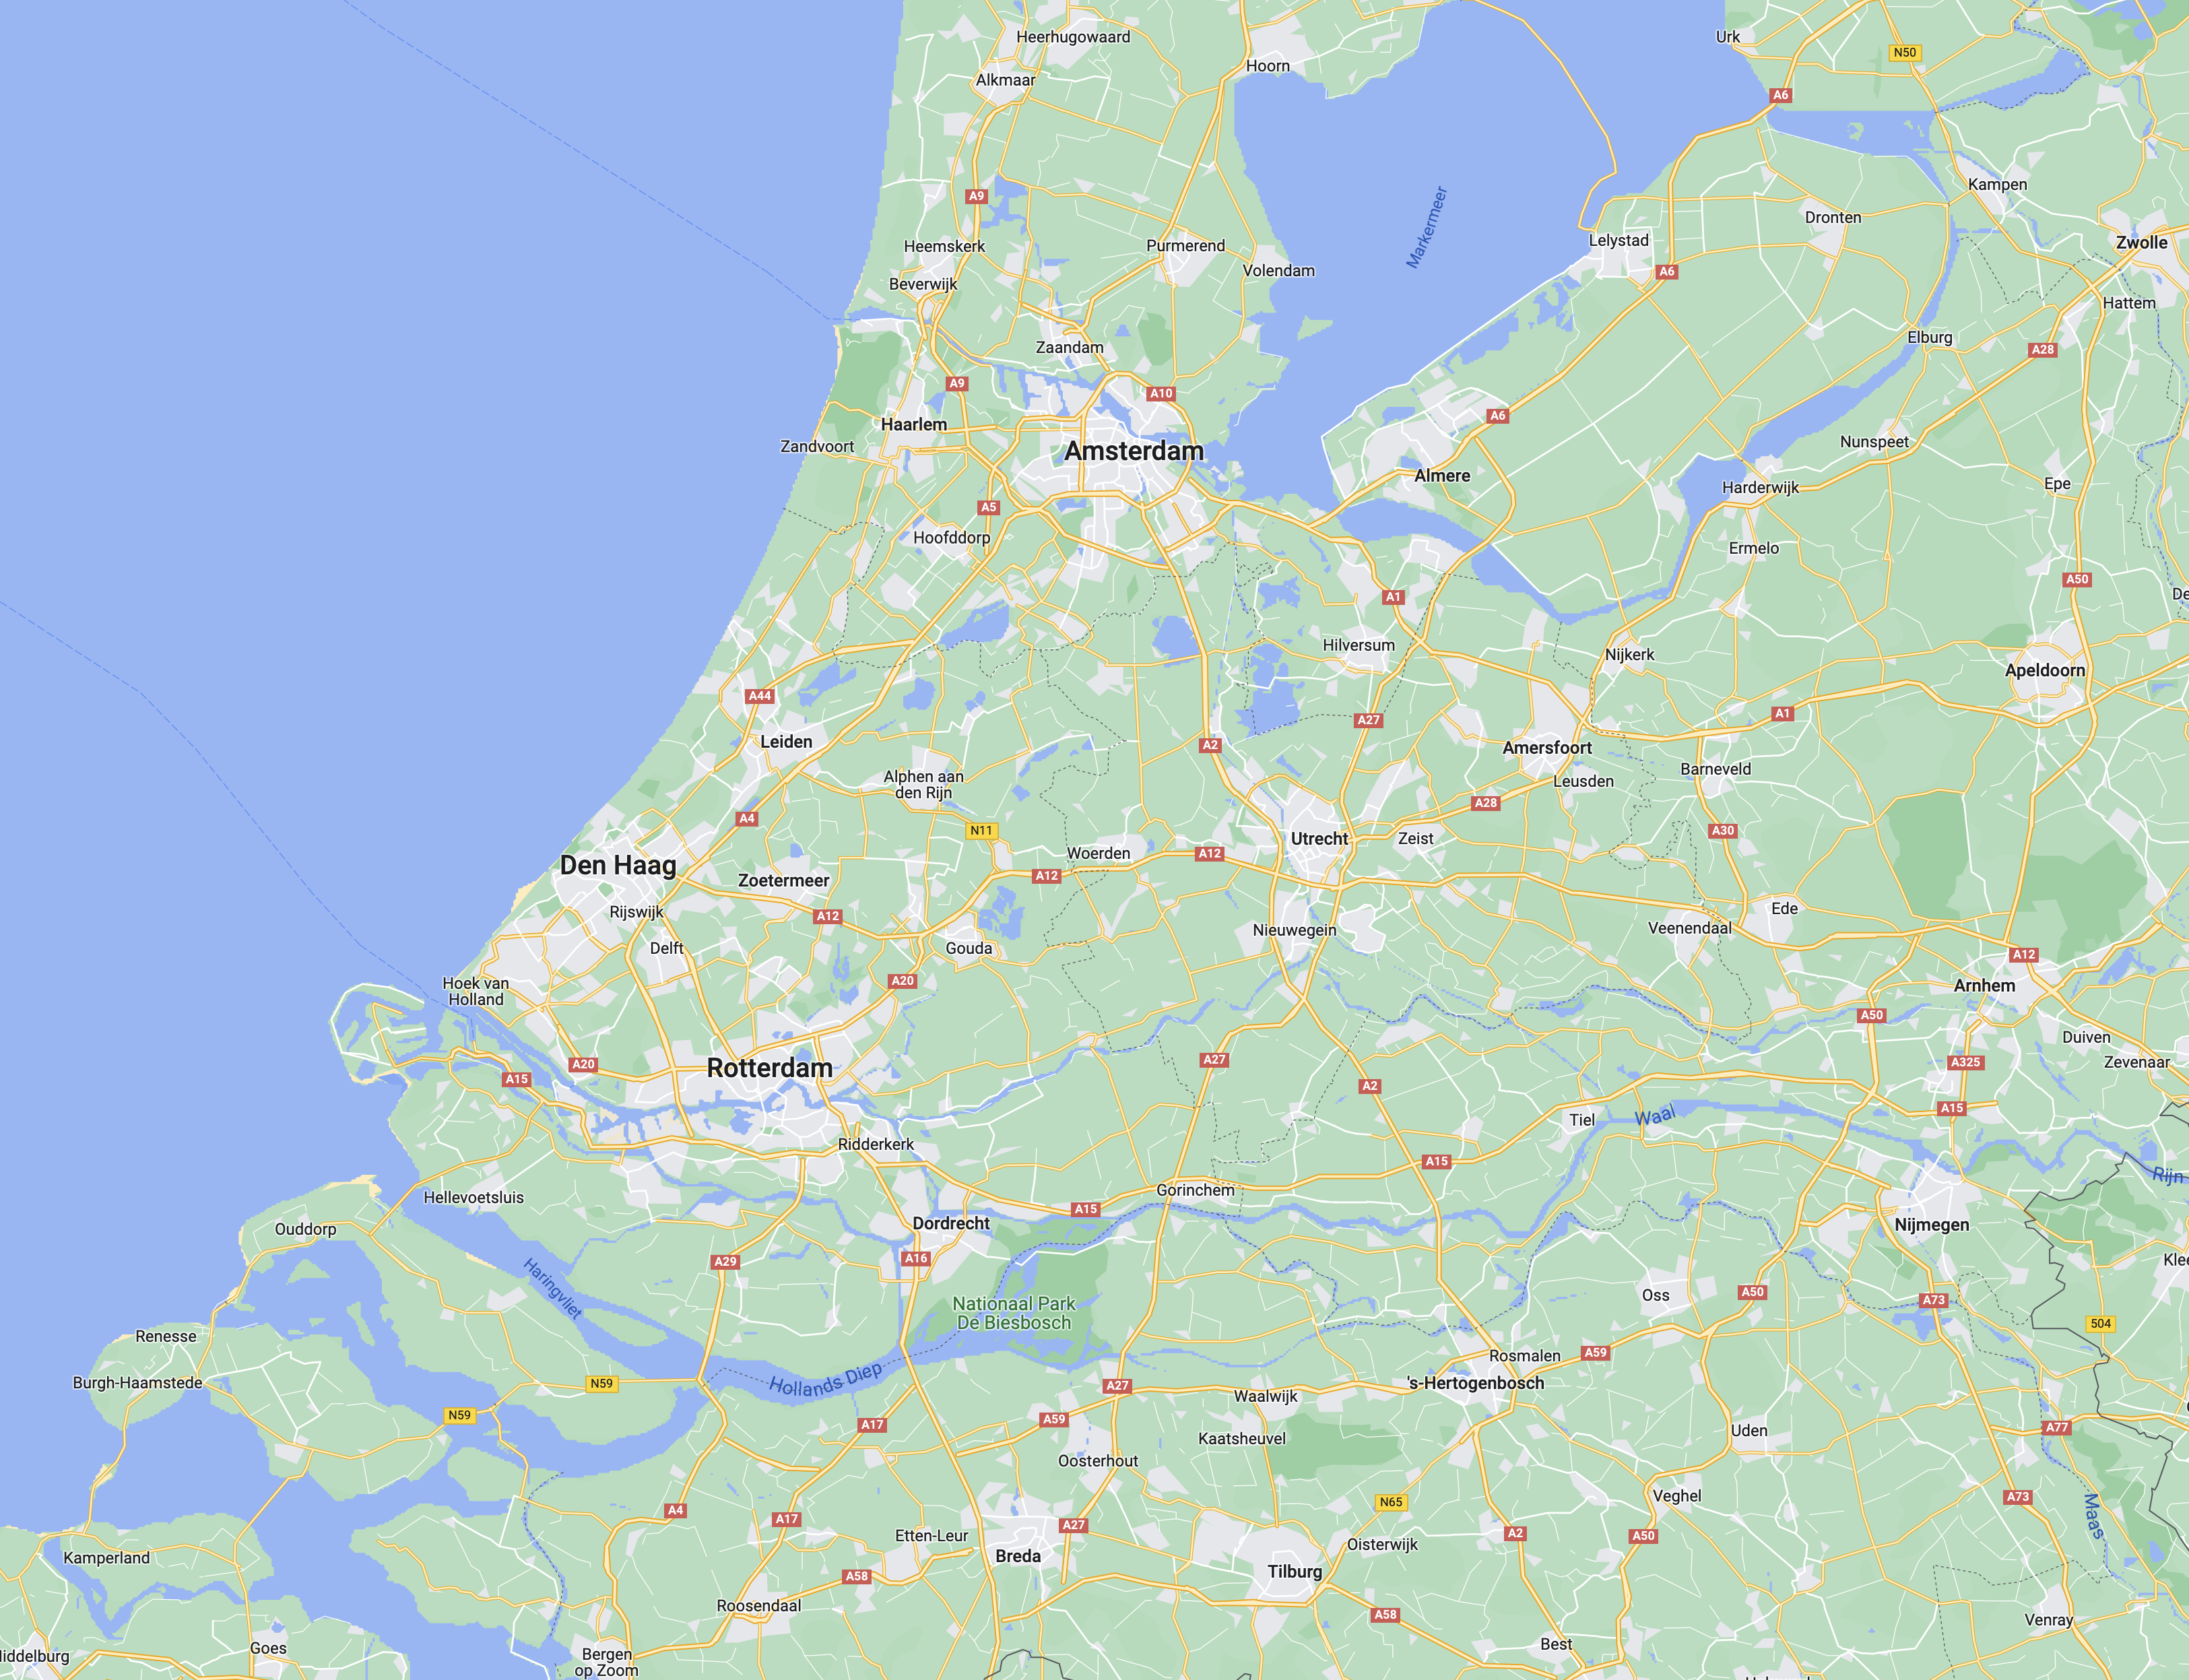 Heerhugowaard
Urk
N50
Hoorn
Alkmaar
A6
Kampen
A9
Dronten
Markermeer
Lelystad
Zwolle
Heemskerk
Purmerend
Volendam
A6
Beverwijk
Hattem
Elburg
Zaandam
A28
A9
A10
A6
Haarlem
Nunspeet
Zandvoort
Amsterdam
Almere
Epe
Harderwijk
A5
Hoofddorp
Ermelo
A50
De
A1
Hilversum
Nijkerk
Apeldoorn
A44
A1
A27
Leiden
A2
Amersfoort
Barneveld
Alphen aan
den Rijn
Leusden
A28
A4
N11
A30
Utrecht
Zeist
Woerden
A12
Den Haag
A12
Zoetermeer
Rijswijk
A12
Ede
Veenendaal
Nieuwegein
Delft
Gouda
A12
A20
Hoek van
Holland
Arnhem
A50
Duiven
A27
A325
Zevenaar
A20
Rotterdam
A15
A2
A15
Tiel
Waal
Ridderkerk
A15
Rijn
Gorinchem
Hellevoetsluis
A15
Dordrecht
Nijmegen
Ouddorp
A16
A29
Klee
Haringvliet
A50
Oss
A73
Nationaal Park
De Biesbosch
504
Renesse
A59
Rosmalen
Hollands Diep
Burgh-Haamstede
N59
A27
's-Hertogenbosch
Waalwijk
N59
A59
A17
A77
Uden
Kaatsheuvel
Oosterhout
Veghel
A73
N65
A4
Maas
A17
A27
A2
A50
Etten-Leur
Oisterwijk
Kamperland
Breda
Tilburg
A58
Roosendaal
A58
Venray
Best
Goes
iddelburg
Bergen
op Zoom